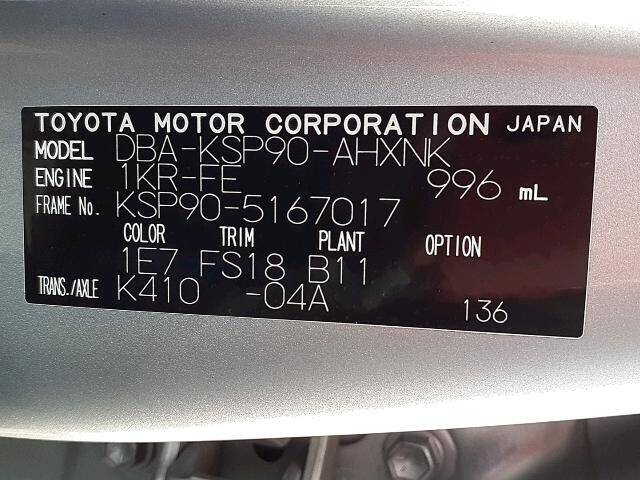 TOYOTA MOTOR CORPORATION JAPAN
MODEL DBA-KSP90-AHXNK
ENGINE 1KR-FE 996 mL
FRAME No. KSP90-5167017
COLOR TRIM PLANT OPTION
1E7 FS18 B11
TRANS./AXLE K410 -04A
136